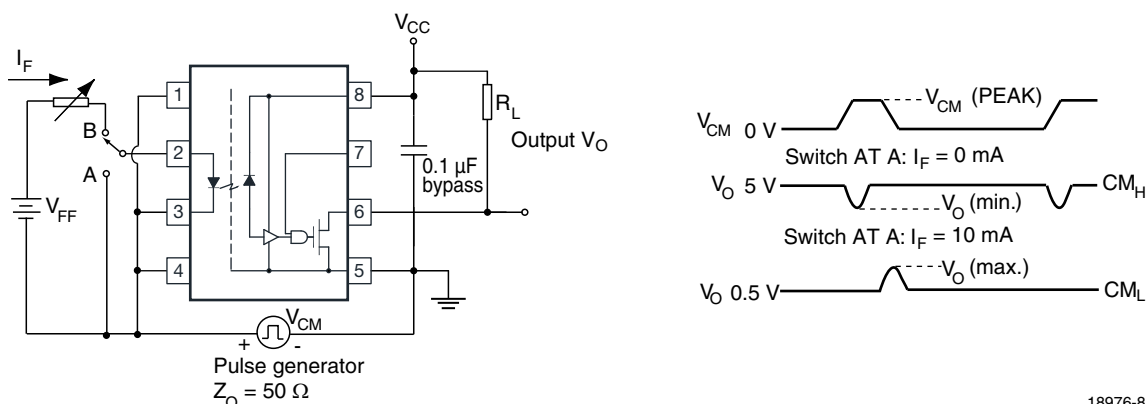 I_F
B
A
V_FF
1
2
3
4
8
7
6
5
V_CC
R_L
Output V_O
0.1 µF
bypass
V_CM
+ -
Pulse generator
Z_O = 50 Ω
V_CM 0 V
V_CM (PEAK)
Switch AT A: I_F = 0 mA
V_O 5 V
CM_H
V_O (min.)
Switch AT A: I_F = 10 mA
V_O (max.)
V_O 0.5 V
CM_L
18976-8